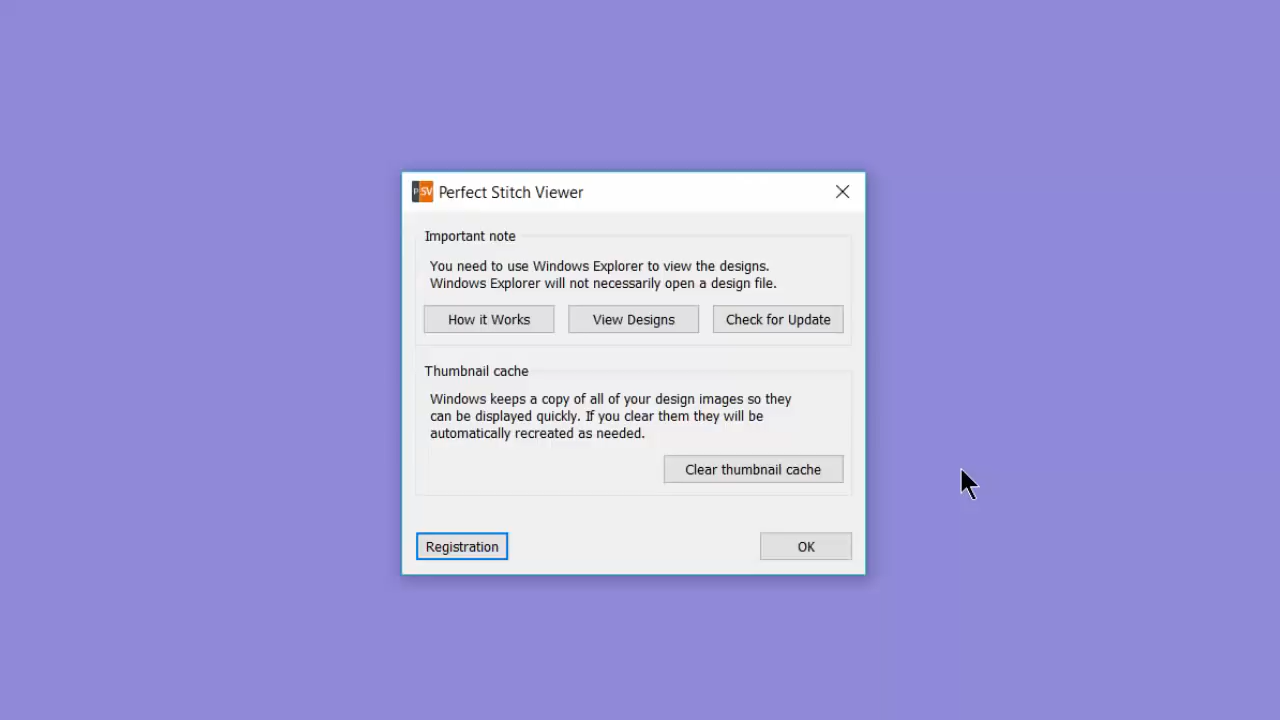 PSV Perfect Stitch Viewer
Important note
You need to use Windows Explorer to view the designs.
Windows Explorer will not necessarily open a design file.
How it Works View Designs Check for Update
Thumbnail cache
Windows keeps a copy of all of your design images so they
can be displayed quickly. If you clear them they will be
automatically recreated as needed.
Clear thumbnail cache
Registration OK